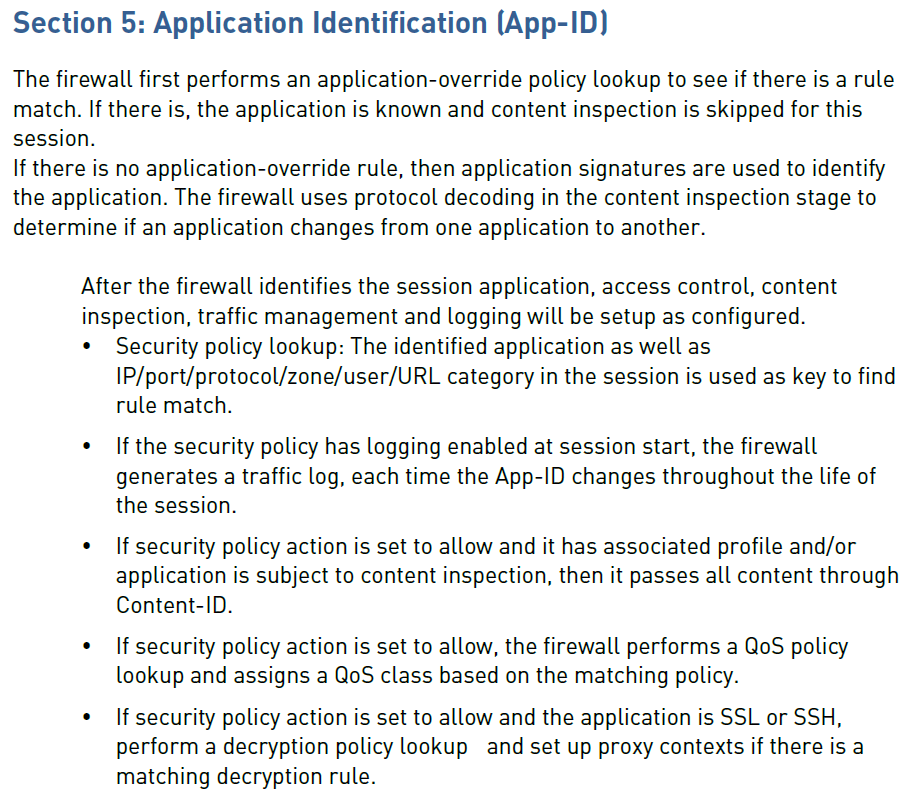 Section 5: Application Identification (App-ID)
The firewall first performs an application-override policy lookup to see if there is a rule
match. If there is, the application is known and content inspection is skipped for this
session.
If there is no application-override rule, then application signatures are used to identify
the application. The firewall uses protocol decoding in the content inspection stage to
determine if an application changes from one application to another.
After the firewall identifies the session application, access control, content
inspection, traffic management and logging will be setup as configured.
• Security policy lookup: The identified application as well as
IP/port/protocol/zone/user/URL category in the session is used as key to find
rule match.
• If the security policy has logging enabled at session start, the firewall
generates a traffic log, each time the App-ID changes throughout the life of
the session.
• If security policy action is set to allow and it has associated profile and/or
application is subject to content inspection, then it passes all content through
Content-ID.
• If security policy action is set to allow, the firewall performs a QoS policy
lookup and assigns a QoS class based on the matching policy.
• If security policy action is set to allow and the application is SSL or SSH,
perform a decryption policy lookup and set up proxy contexts if there is a
matching decryption rule.